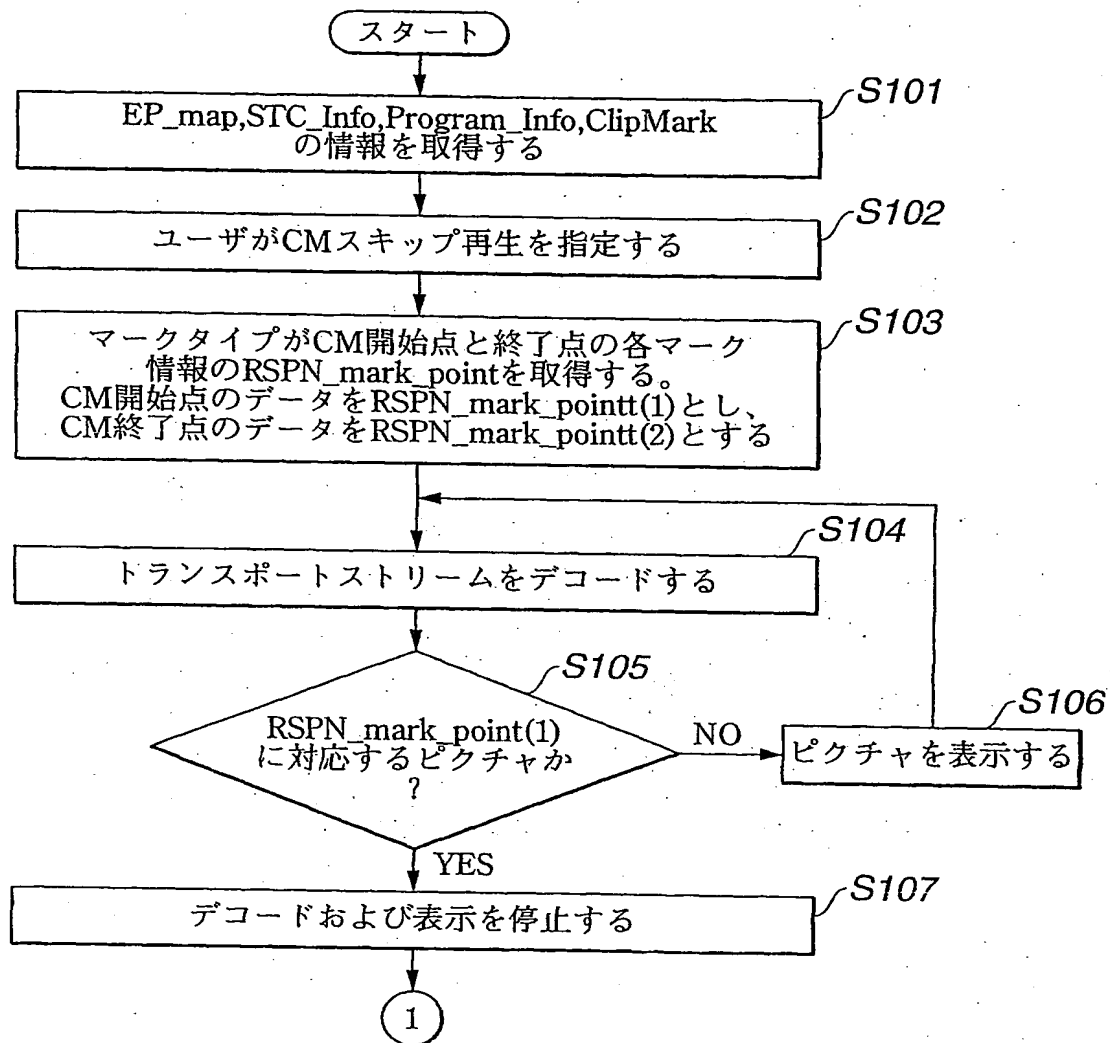 スタート
S101
EP_map,STC_Info,Program_Info,ClipMark
の情報を取得する
S102
ユーザがCMスキップ再生を指定する
S103
マークタイプがCM開始点と終了点の各マーク
情報のRSPN_mark_pointを取得する。
CM開始点のデータをRSPN_mark_pointt(1)とし、
CM終了点のデータをRSPN_mark_pointt(2)とする
S104
トランスポートストリームをデコードする
S105
RSPN_mark_point(1)
に対応するピクチャか
?
NO
S106
ピクチャを表示する
YES
S107
デコードおよび表示を停止する
1